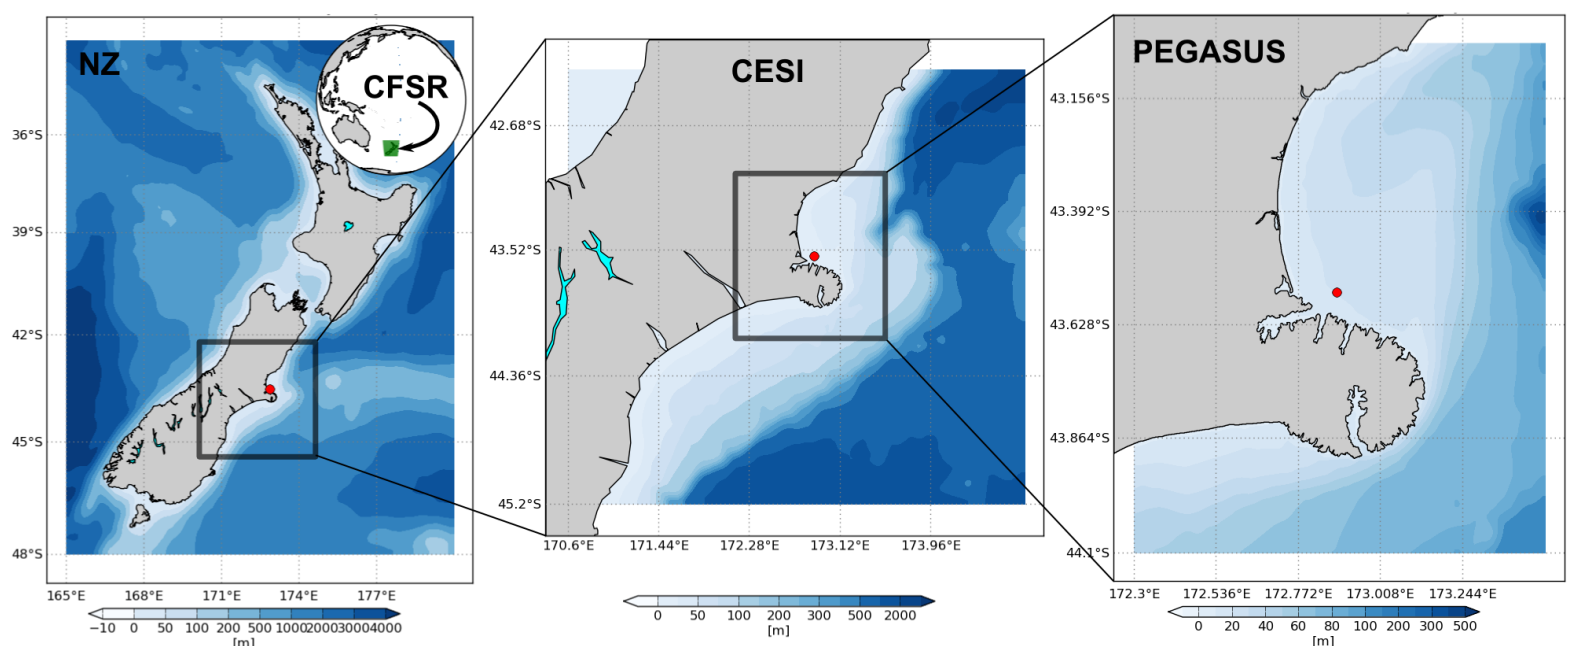 NZ
CFSR
36°S
39°S
42°S
45°S
48°S
165°E 168°E 171°E 174°E 177°E
−10 0 50 100 200 500 1000 2000 3000 4000
[m]
CESI
42.68°S
43.52°S
44.36°S
45.2°S
170.6°E 171.44°E 172.28°E 173.12°E 173.96°E
0 50 100 200 300 500 2000
[m]
PEGASUS
43.156°S
43.392°S
43.628°S
43.864°S
44.1°S
172.3°E 172.536°E 172.772°E 173.008°E 173.244°E
0 20 40 60 80 100 200 300 500
[m]